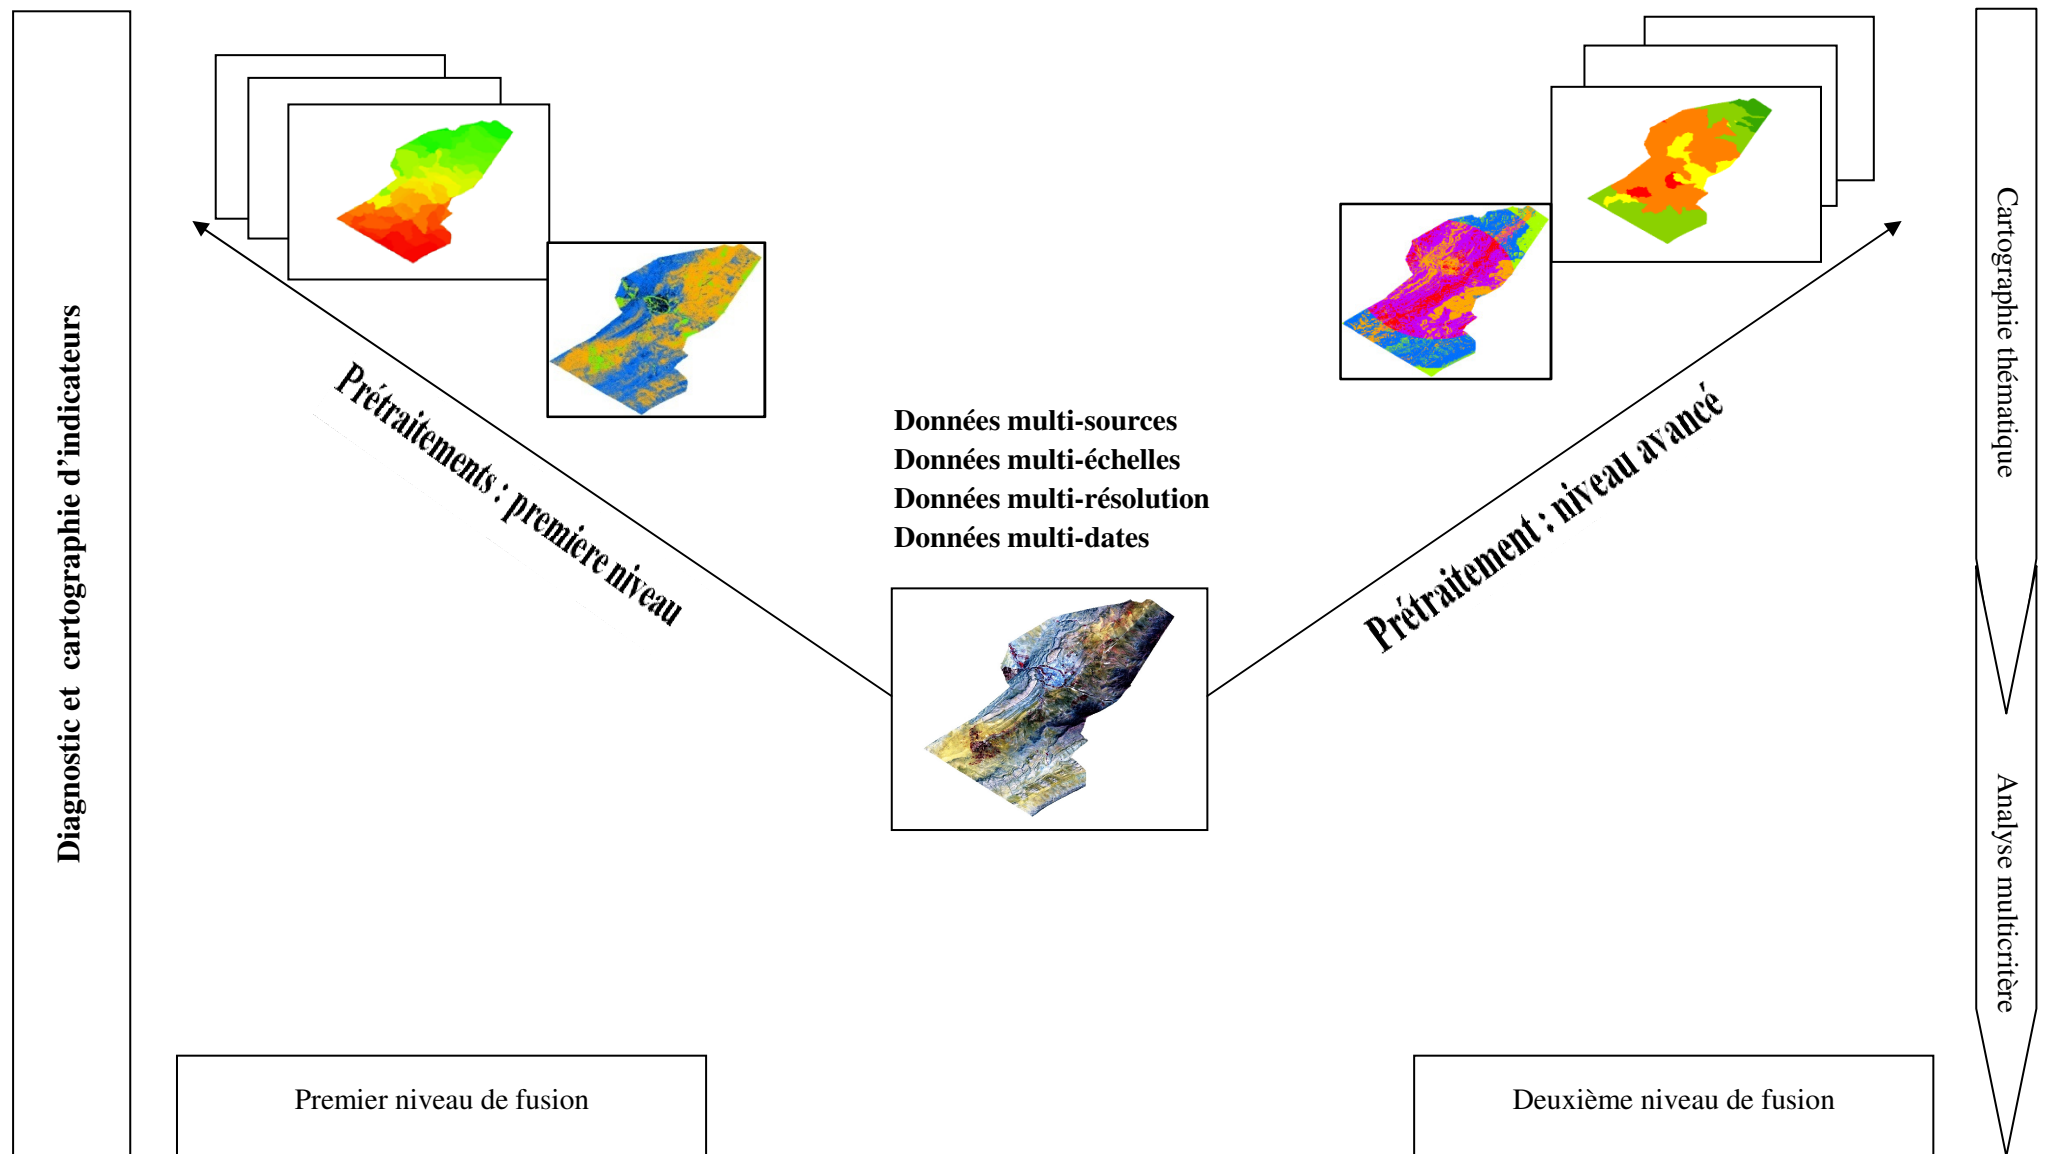 Diagnostic et cartographie d'indicateurs
Prétraitements : premiere niveau
Données multi-sources
Données multi-échelles
Données multi-résolution
Données multi-dates
Prétraitement : niveau avancé
Cartographie thématique
Analyse multicritère
Premier niveau de fusion
Deuxième niveau de fusion